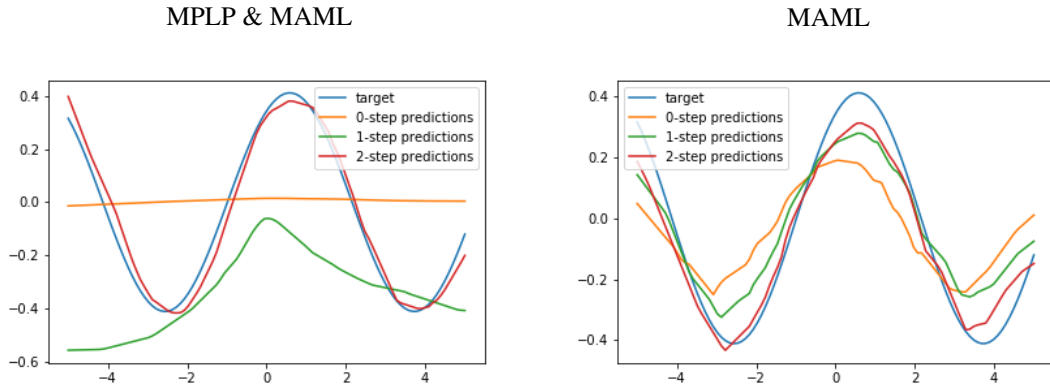 MPLP & MAML
0.4
0.2
0.0
−0.2
−0.4
−0.6
−4
−2
0
2
4
target
0-step predictions
1-step predictions
2-step predictions
MAML
0.4
0.2
0.0
−0.2
−0.4
−4
−2
0
2
4
target
0-step predictions
1-step predictions
2-step predictions